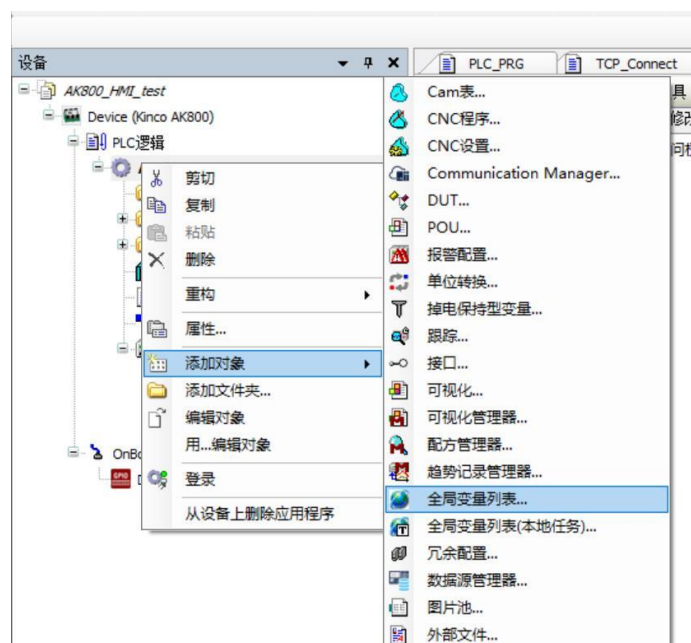 设备
PLC_PRG
TCP_Connect
AK800_HMI_test
Device (Kinco AK800)
PLC逻辑
剪切
复制
粘贴
删除
重构
属性...
添加对象
添加文件夹...
编辑对象
用...编辑对象
登录
从设备上删除应用程序
Cam表...
CNC程序...
CNC设置...
Communication Manager...
DUT...
POU...
报警配置...
单位转换...
掉电保持型变量...
跟踪...
接口...
可视化...
可视化管理器...
配方管理器...
趋势记录管理器...
全局变量列表...
全局变量列表(本地任务)...
冗余配置...
数据源管理器...
图片池...
外部文件...
具
修改